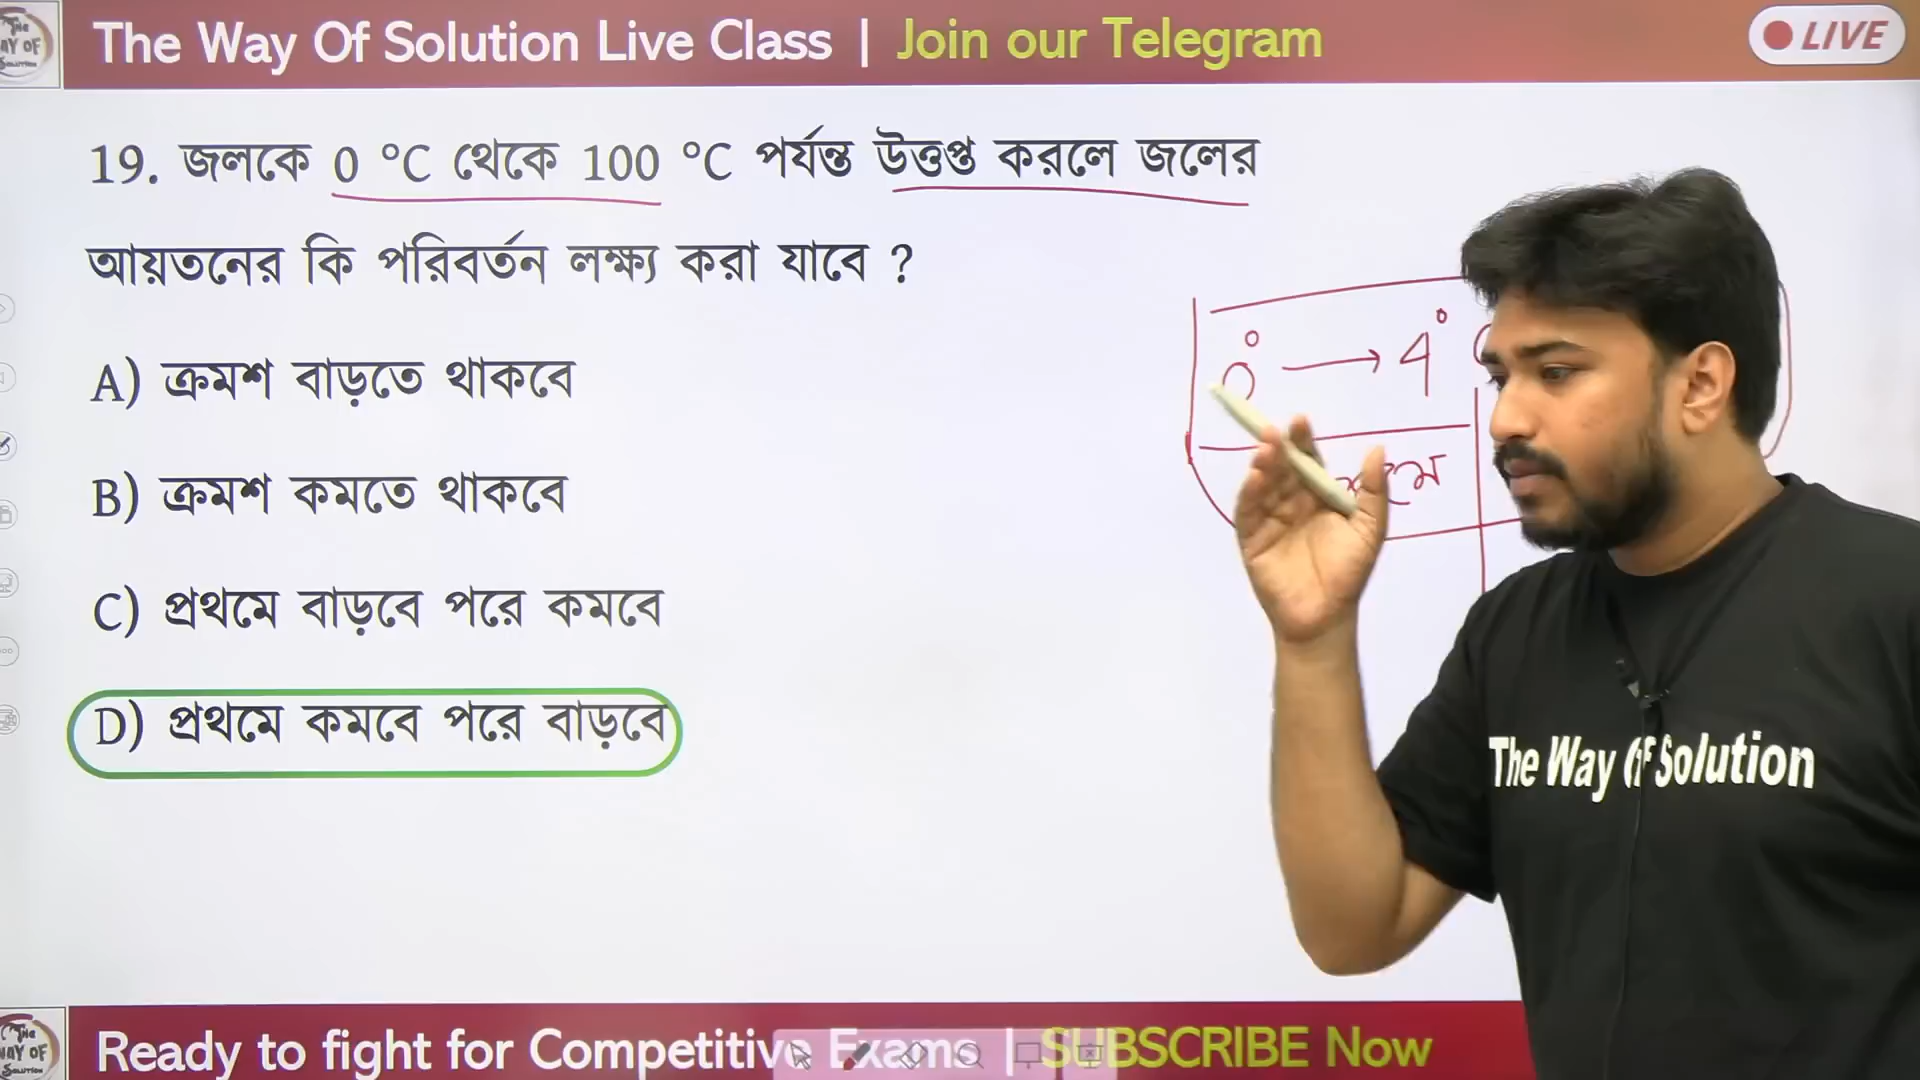 The Way Of Solution Live Class | Join our Telegram
LIVE
19. জলকে 0 °C থেকে 100 °C পর্যন্ত উত্তপ্ত করলে জলের
আয়তনের কি পরিবর্তন লক্ষ্য করা যাবে ?
0° → 4°
A) ক্রমশ বাড়তে থাকবে
B) ক্রমশ কমতে থাকবে
C) প্রথমে বাড়বে পরে কমবে
D) প্রথমে কমবে পরে বাড়বে
The Way Of Solution
Ready to fight for Competitive Exams | SUBSCRIBE Now